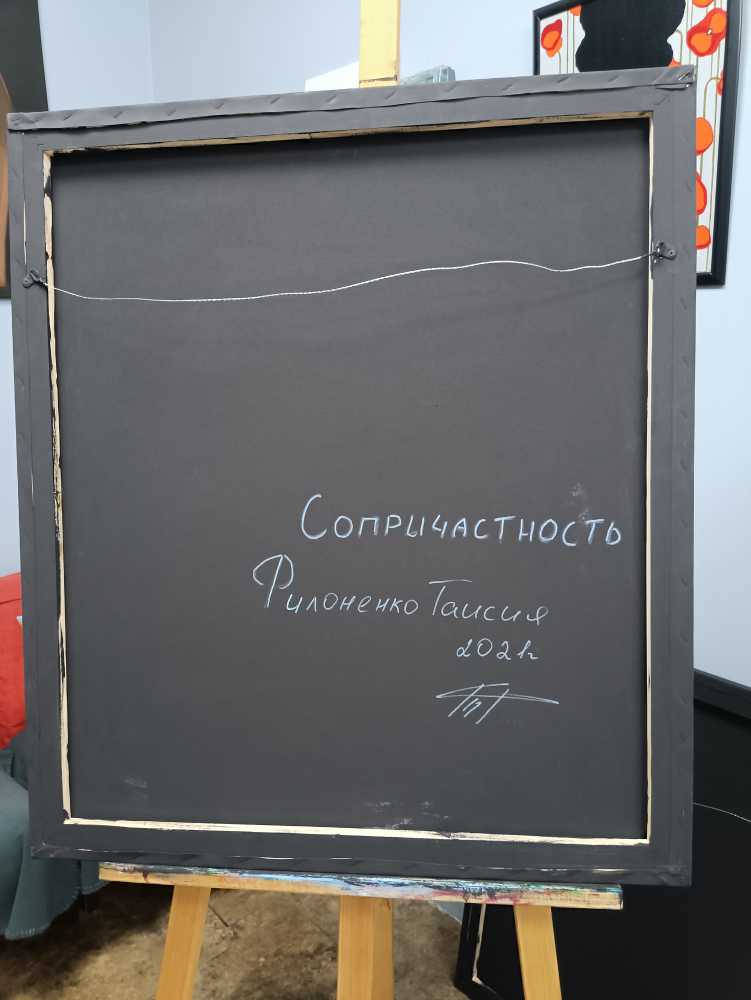 Сопричастность
Филоненко Таисия
2021г